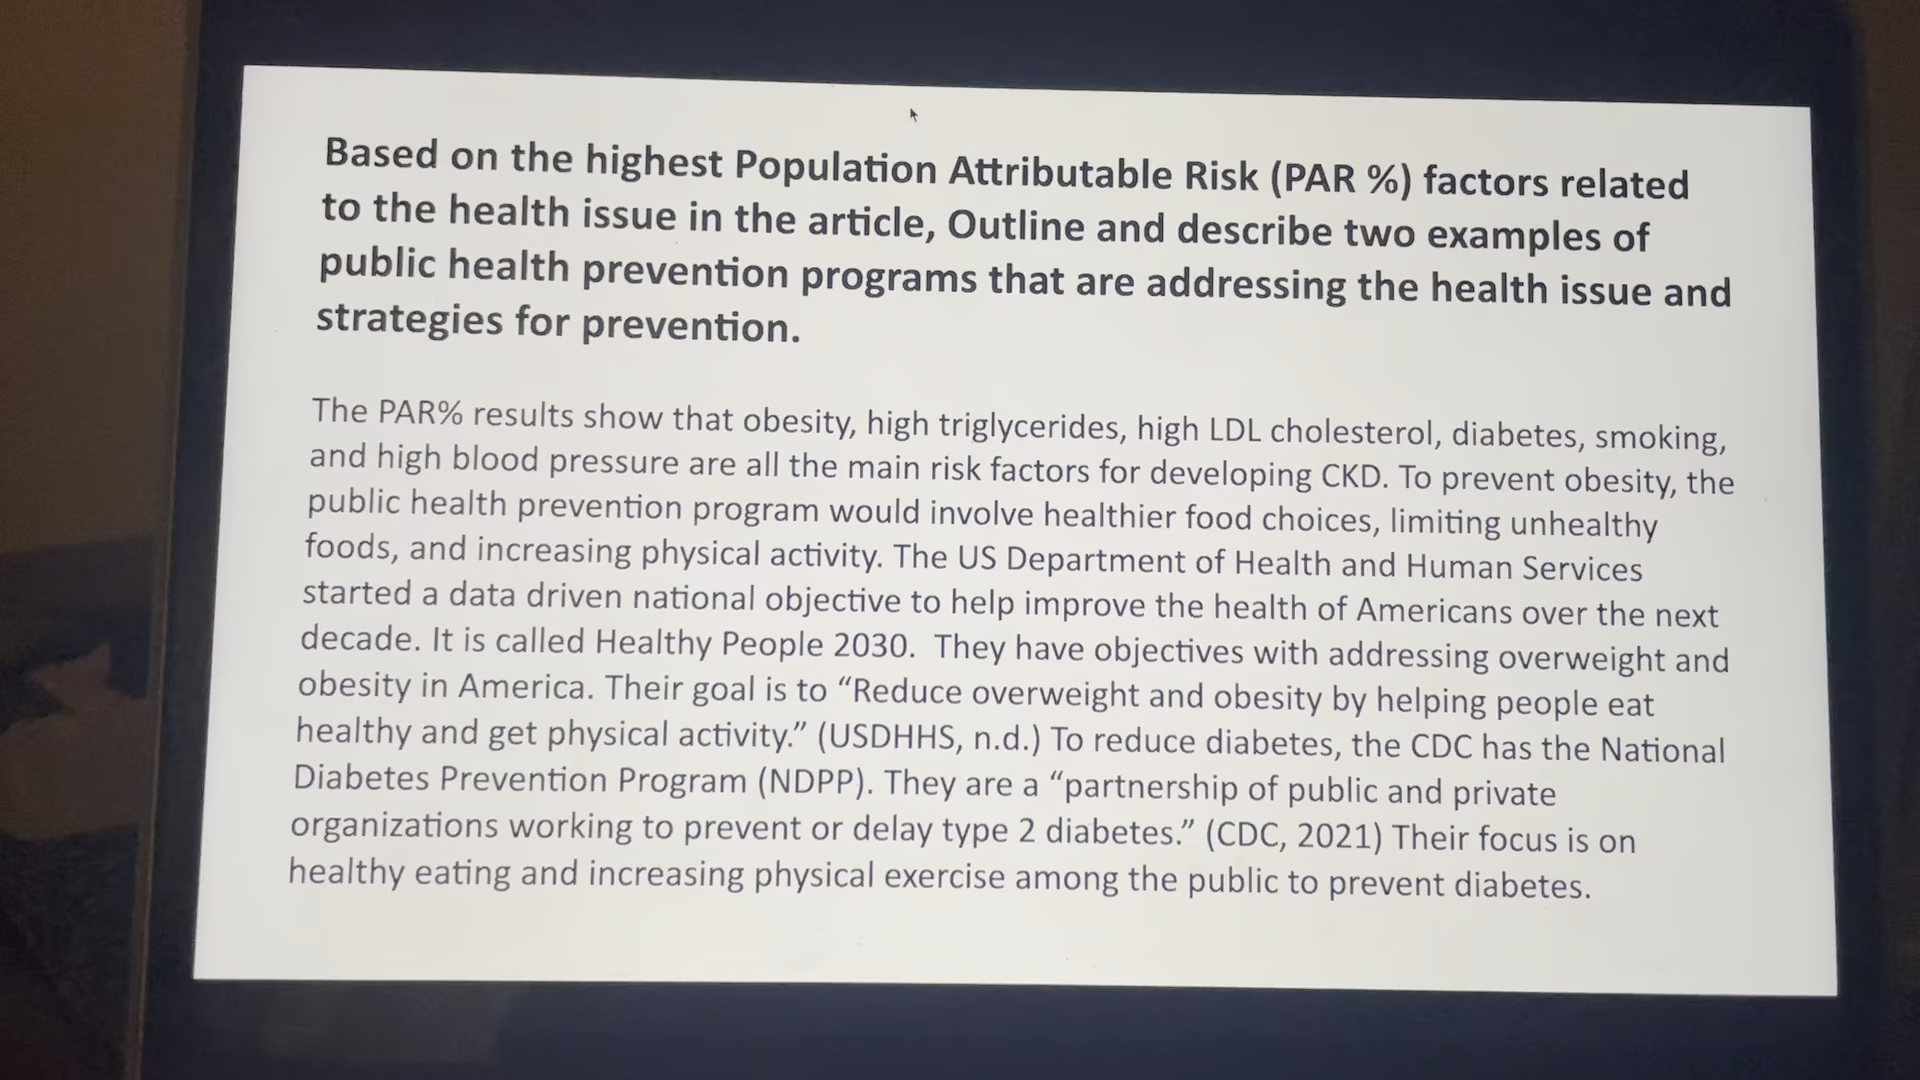 Based on the highest Population Attributable Risk (PAR %) factors related
to the health issue in the article, Outline and describe two examples of
public health prevention programs that are addressing the health issue and
strategies for prevention.
The PAR% results show that obesity, high triglycerides, high LDL cholesterol, diabetes, smoking,
and high blood pressure are all the main risk factors for developing CKD. To prevent obesity, the
public health prevention program would involve healthier food choices, limiting unhealthy
foods, and increasing physical activity. The US Department of Health and Human Services
started a data driven national objective to help improve the health of Americans over the next
decade. It is called Healthy People 2030.  They have objectives with addressing overweight and
obesity in America. Their goal is to “Reduce overweight and obesity by helping people eat
healthy and get physical activity.” (USDHHS, n.d.) To reduce diabetes, the CDC has the National
Diabetes Prevention Program (NDPP). They are a “partnership of public and private
organizations working to prevent or delay type 2 diabetes.” (CDC, 2021) Their focus is on
healthy eating and increasing physical exercise among the public to prevent diabetes.